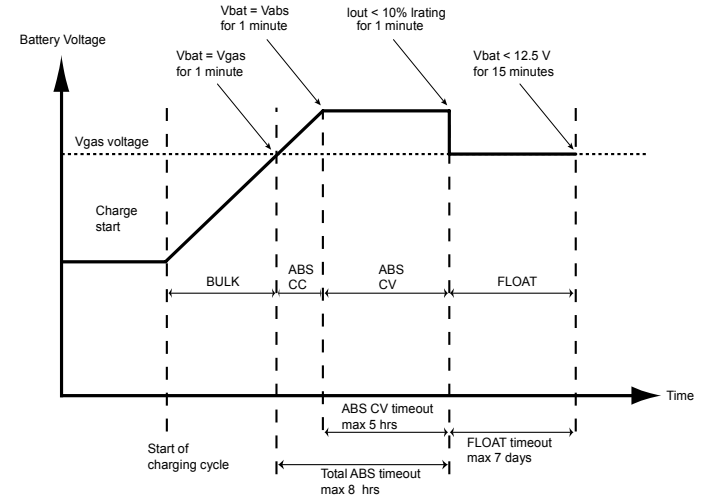 Vbat = Vabs
for 1 minute
Iout < 10% Irating
for 1 minute
Battery Voltage
Vbat = Vgas
for 1 minute
Vbat < 12.5 V
for 15 minutes
Vgas voltage
Charge
start
BULK
ABS
CC
ABS
CV
FLOAT
Time
ABS CV timeout
max 5 hrs
Start of
charging cycle
FLOAT timeout
max 7 days
Total ABS timeout
max 8 hrs